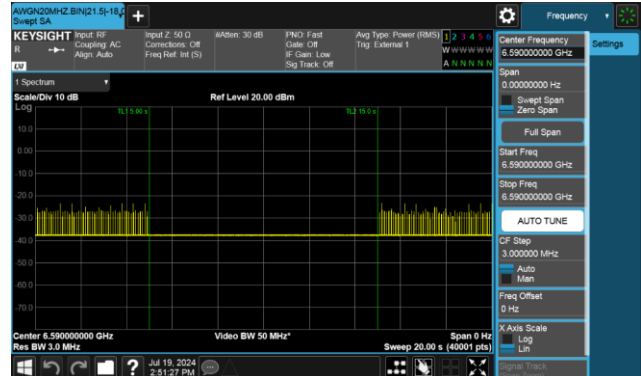 AWGN20MHZ.BIN|21.5|-18,0
Swept SA
Frequency
KEYSIGHT
R
LXI
Input: RF
Coupling: AC
Align: Auto
Input Z: 50 Ω
Corrections: Off
Freq Ref: Int (S)
#Atten: 30 dB
PNO: Fast
Gate: Off
IF Gain: Low
Sig Track: Off
Avg Type: Power (RMS)
Trig: External 1
1 2 3 4 5 6
W W W W W W
A N N N N N
1 Spectrum
Scale/Div 10 dB
Ref Level 20.00 dBm
Log
TL1 5.00 s
TL2 15.0 s
10.0
0.00
-10.0
-20.0
-30.0
-40.0
-50.0
-60.0
-70.0
Center 6.590000000 GHz
Video BW 50 MHz*
Span 0 Hz
Res BW 3.0 MHz
Sweep 20.00 s (40001 pts)
?
Jul 19, 2024
2:51:27 PM
Center Frequency
6.590000000 GHz
Settings
Span
0.00000000 Hz
Swept Span
Zero Span
Full Span
Start Freq
6.590000000 GHz
Stop Freq
6.590000000 GHz
AUTO TUNE
CF Step
3.000000 MHz
Auto
Man
Freq Offset
0 Hz
X Axis Scale
Log
Lin
Signal Track